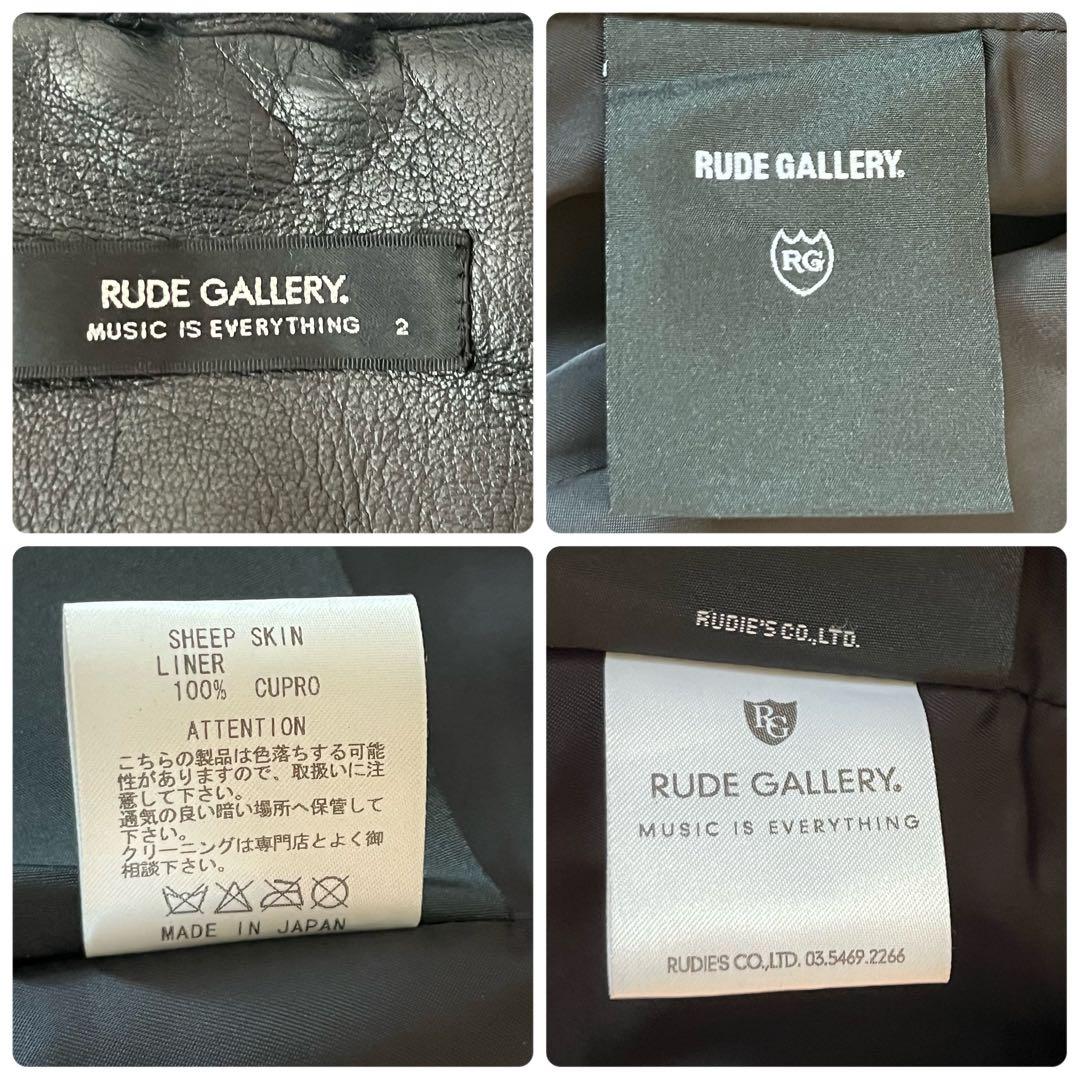 RUDE GALLERY.
MUSIC IS EVERYTHING 2
RUDE GALLERY.
RG
SHEEP SKIN
LINER
100% CUPRO
ATTENTION
こちらの製品は色落ちする可能
性がありますので、取扱いに注
意して下さい。
通気の良い暗い場所へ保管して
下さい。
クリーニングは専門店とよく御
相談下さい。
MADE IN JAPAN
RUDIE'S CO.,LTD.
RG
RUDE GALLERY.
MUSIC IS EVERYTHING
RUDIE'S CO.,LTD. 03.5469.2266